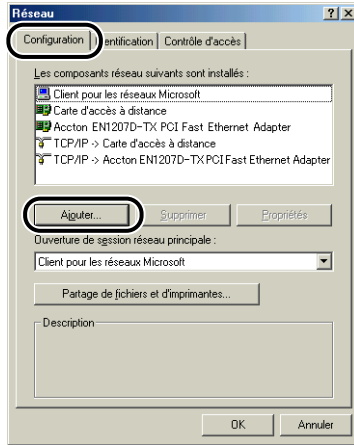 Réseau
Configuration Identification Contrôle d'accès
Les composants réseau suivants sont installés :
Client pour les réseaux Microsoft
Carte d'accès à distance
Accton EN1207D-TX PCI Fast Ethernet Adapter
TCP/IP -> Carte d'accès à distance
TCP/IP -> Accton EN1207D-TX PCI Fast Ethernet Adapter
Ajouter... Supprimer Propriétés
Ouverture de session réseau principale :
Client pour les réseaux Microsoft
Partage de fichiers et d'imprimantes...
Description
OK Annuler